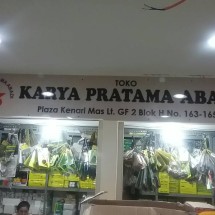 TOKO
KARYA PRATAMA ABA
Plaza Kenari Mas Lt. GF 2 Blok H No. 163-165